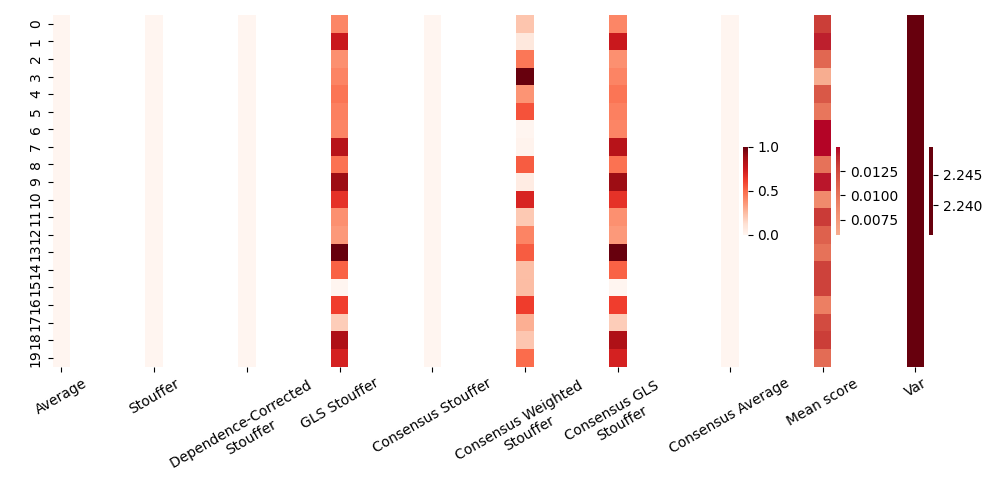 0
1
2
3
4
5
6
7
8
9
10
11
12
13
14
15
16
17
18
19
1.0
0.5
0.0
0.0125
0.0100
0.0075
2.245
2.240
Average
Stouffer
Dependence-Corrected
Stouffer
GLS Stouffer
Consensus Stouffer
Consensus Weighted
Stouffer
Consensus GLS
Stouffer
Consensus Average
Mean score
Var